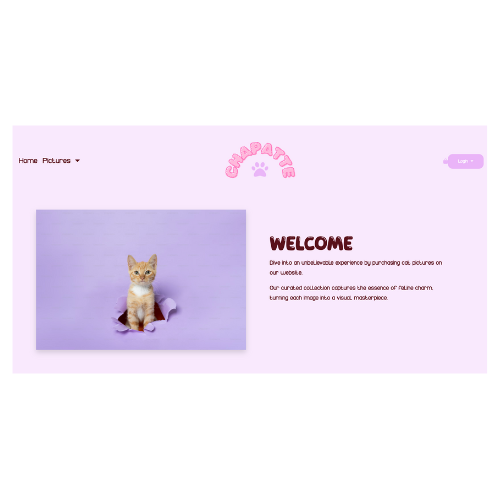 Home Pictures
CHAPATTE
Login
WELCOME
Dive into an unbelievable experience by purchasing cat pictures on
our website.
Our curated collection captures the essence of feline charm,
turning each image into a visual masterpiece.